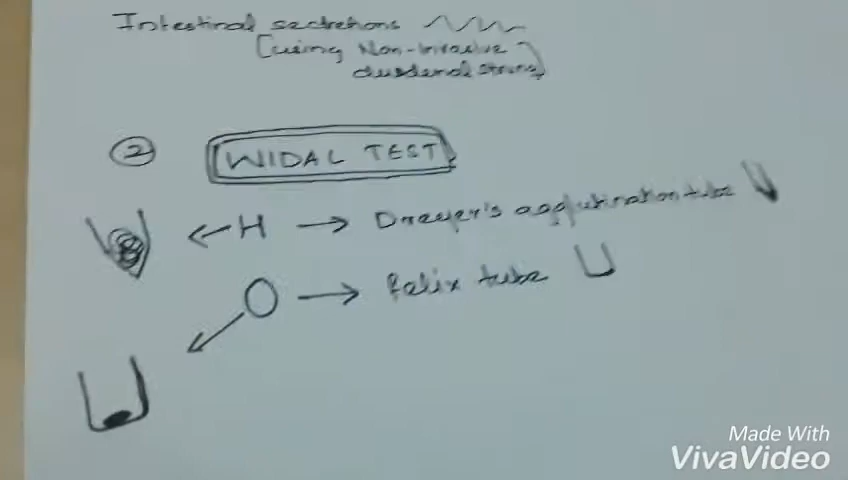 Intestinal secretions
[using Non-Invasive
duodenal string]
② WIDAL TEST
← H → Dreyer's agglutination tube
O → felix tube
Made With
VivaVideo